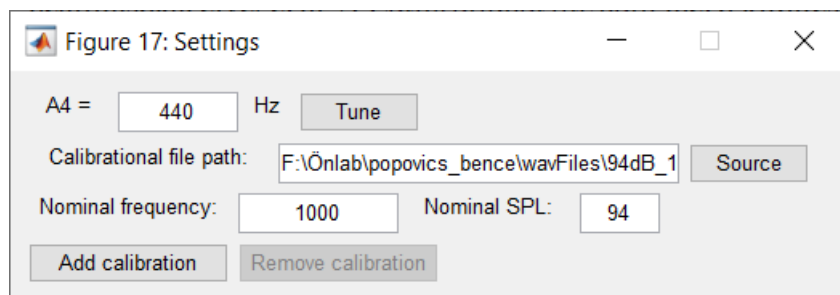 Figure 17: Settings
A4 = 440 Hz Tune
Calibrational file path: F:\Önlab\popovics_bence\wavFiles\94dB_1 Source
Nominal frequency: 1000 Nominal SPL: 94
Add calibration Remove calibration